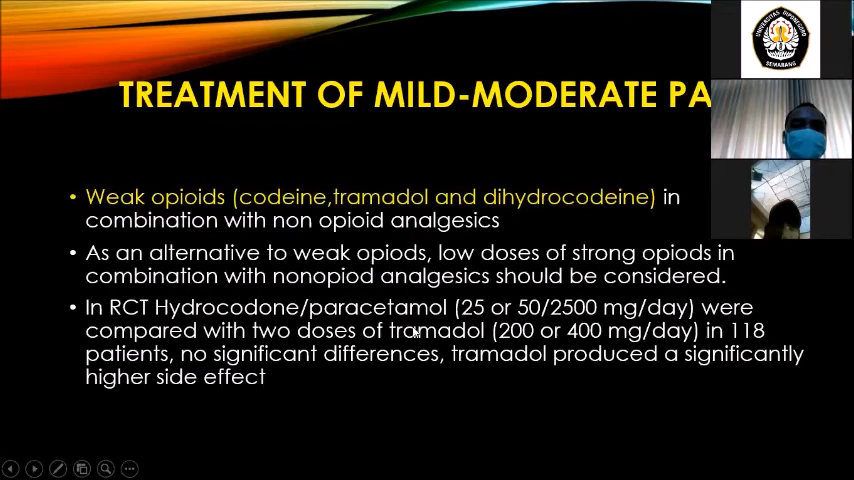 UNIVERSITAS DIPONEGORO
SEMARANG
TREATMENT OF MILD-MODERATE PA
• Weak opioids (codeine,tramadol and dihydrocodeine) in
combination with non opioid analgesics
• As an alternative to weak opiods, low doses of strong opiods in
combination with nonopiod analgesics should be considered.
• In RCT Hydrocodone/paracetamol (25 or 50/2500 mg/day) were
compared with two doses of tramadol (200 or 400 mg/day) in 118
patients, no significant differences, tramadol produced a significantly
higher side effect